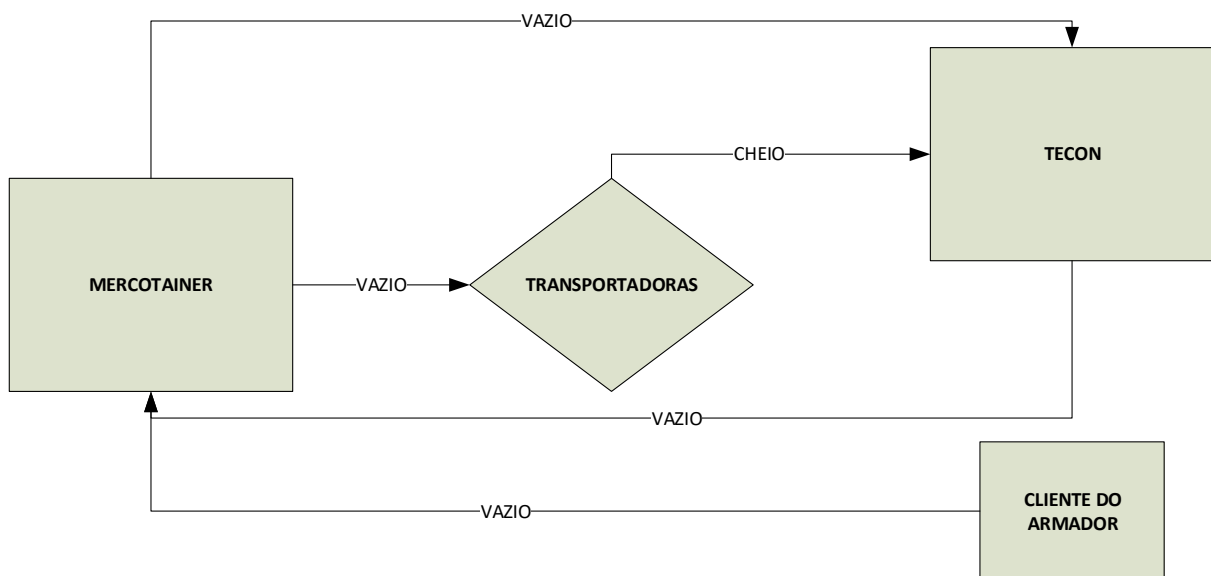 VAZIO
TECON
CHEIO
MERCOTAINER
VAZIO
TRANSPORTADORAS
VAZIO
CLIENTE DO
ARMADOR
VAZIO